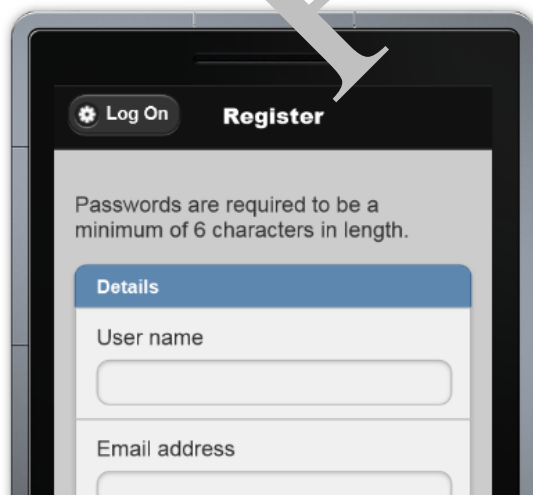 Log On
Register
Passwords are required to be a
minimum of 6 characters in length.
Details
User name
Email address